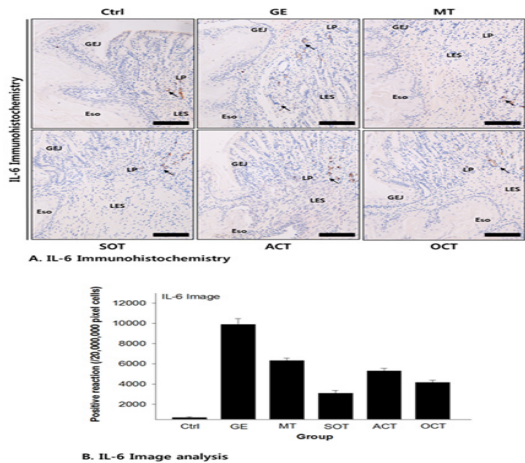 Ctrl GE MT
IL-6 Immunohistochemistry
GEJ LP Eso LES
GEJ LP LES Eso
LP GEJ LES Eso
GEJ LP LES Eso
LP GEJ LES Eso
LP GEJ LES Eso
SOT ACT OCT
A. IL-6 Immunohistochemistry
IL-6 Image
Positive reaction (/20,000,000 pixel cells)
12000
10000
8000
6000
4000
2000
Ctrl GE MT SOT ACT OCT
Group
B. IL-6 Image analysis